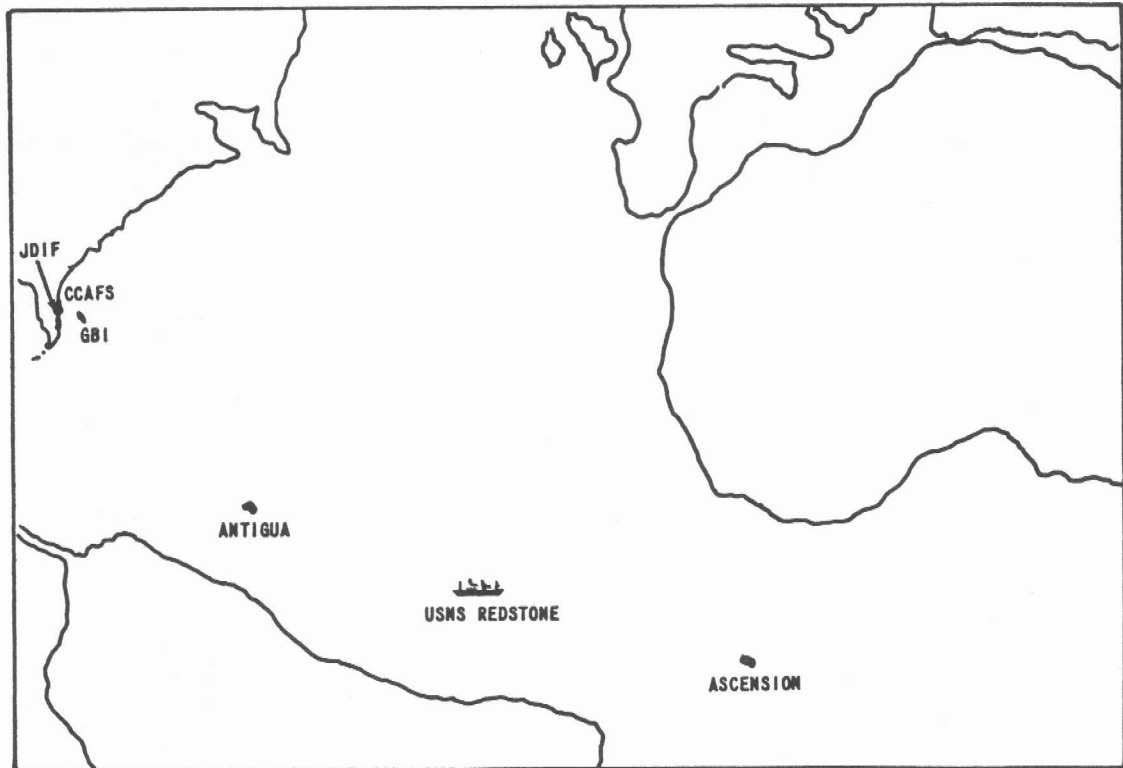 JDIF
CCAFS
GBI
ANTIGUA
USNS REDSTONE
ASCENSION